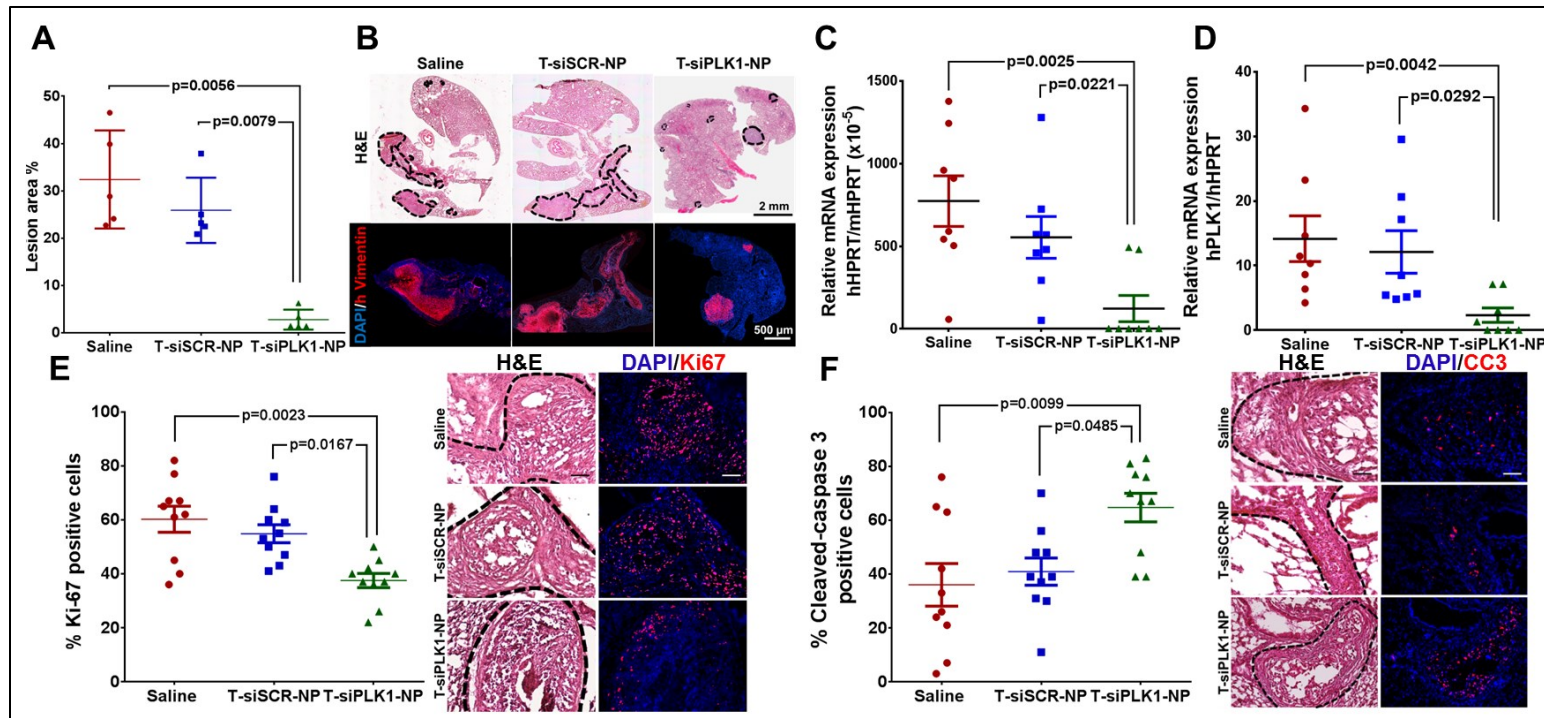 A
Lesion area %
50
40
30
20
10
0
p=0.0056
p=0.0079
Saline
T-siSCR-NP
T-siPLK1-NP
B
Saline
T-siSCR-NP
T-siPLK1-NP
H&E
2 mm
DAPI/h Vimentin
500 µm
C
Relative mRNA expression
hHPRT/mHPRT (x10⁻⁵)
1500
1000
500
0
p=0.0025
p=0.0221
Saline
T-siSCR-NP
T-siPLK1-NP
D
Relative mRNA expression
hPLK1/hHPRT
40
30
20
10
0
p=0.0042
p=0.0292
Saline
T-siSCR-NP
T-siPLK1-NP
E
% Ki-67 positive cells
100
80
60
40
20
0
p=0.0023
p=0.0167
Saline
T-siSCR-NP
T-siPLK1-NP
H&E
DAPI/Ki67
Saline
T-siSCR-NP
T-siPLK1-NP
F
% Cleaved-caspase 3
positive cells
100
80
60
40
20
0
p=0.0099
p=0.0485
Saline
T-siSCR-NP
T-siPLK1-NP
H&E
DAPI/CC3
Saline
T-siSCR-NP
T-siPLK1-NP